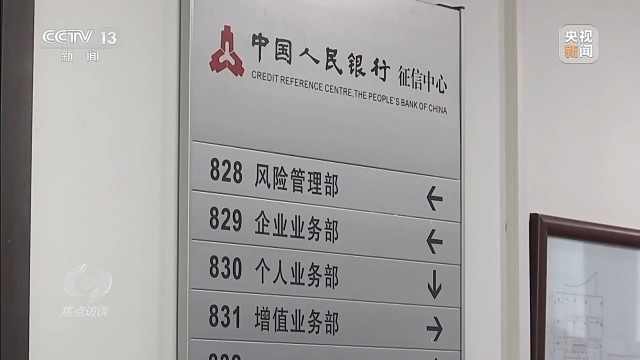 CCTV 13
新闻
央视
新闻
中国人民银行 征信中心
CREDIT REFERENCE CENTRE,THE PEOPLE'S BANK OF CHINA
828 风险管理部 ←
829 企业业务部 ←
830 个人业务部 ↓
831 增值业务部 →
焦点访谈